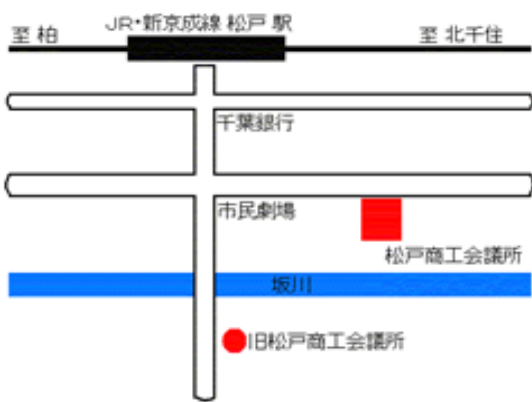 JR・新京成線 松戸 駅
至 柏
至 北千住
千葉銀行
市民劇場
松戸商工会議所
坂川
旧松戸商工会議所